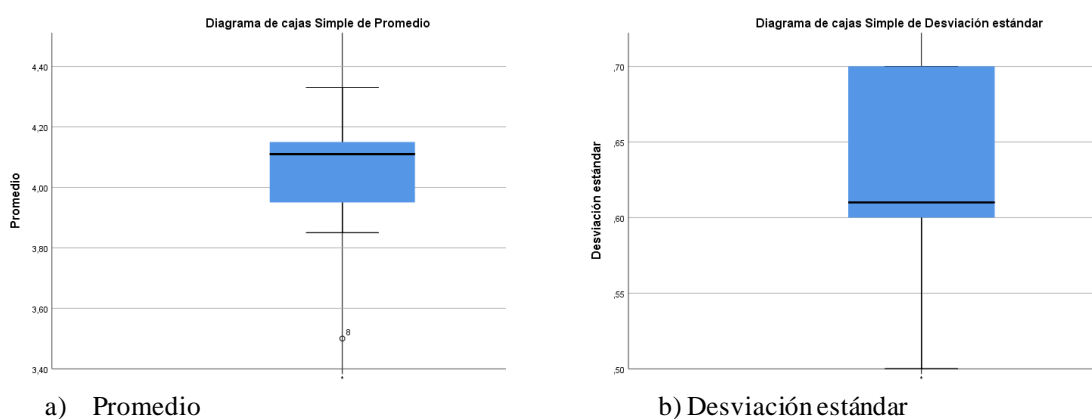 Diagrama de cajas Simple de Promedio
4,40
4,20
4,00
3,80
3,60
3,40
Promedio
8
a) Promedio
Diagrama de cajas Simple de Desviación estándar
,70
,65
,60
,55
,50
Desviación estándar
b) Desviación estándar